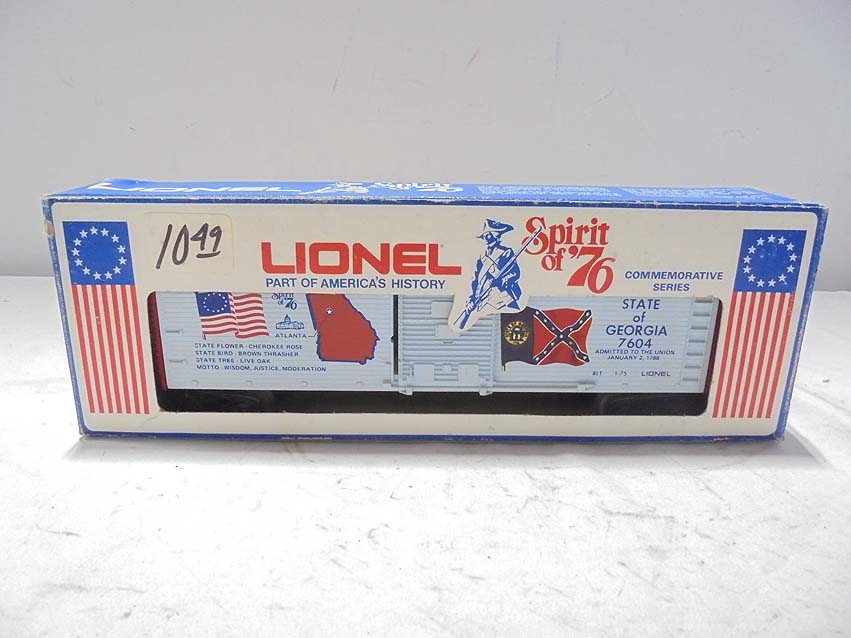 LIONEL
1049
LIONEL
PART OF AMERICA'S HISTORY
Spirit
of '76
COMMEMORATIVE
SERIES
Spirit
of '76
ATLANTA
STATE FLOWER - CHEROKEE ROSE
STATE BIRD - BROWN THRASHER
STATE TREE - LIVE OAK
MOTTO - WISDOM, JUSTICE, MODERATION
STATE
of
GEORGIA
7604
ADMITTED TO THE UNION
JANUARY 2, 1788
BLT 1-75 LIONEL